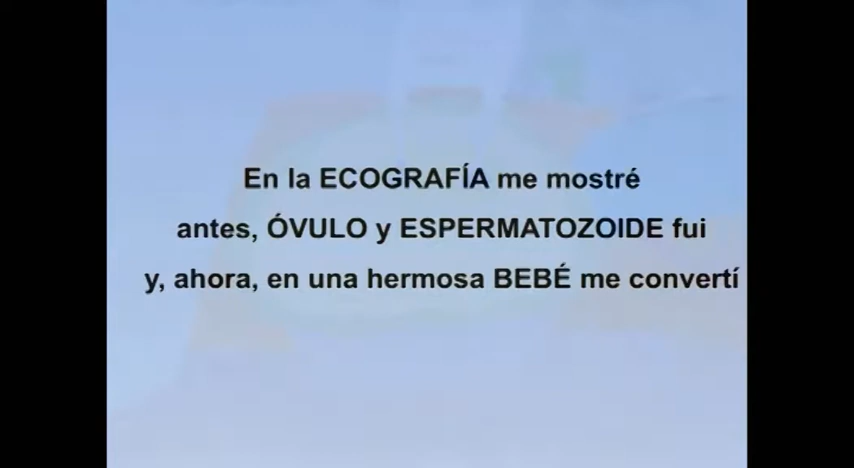 En la ECOGRAFÍA me mostré
antes, ÓVULO y ESPERMATOZOIDE fui
y, ahora, en una hermosa BEBÉ me convertí